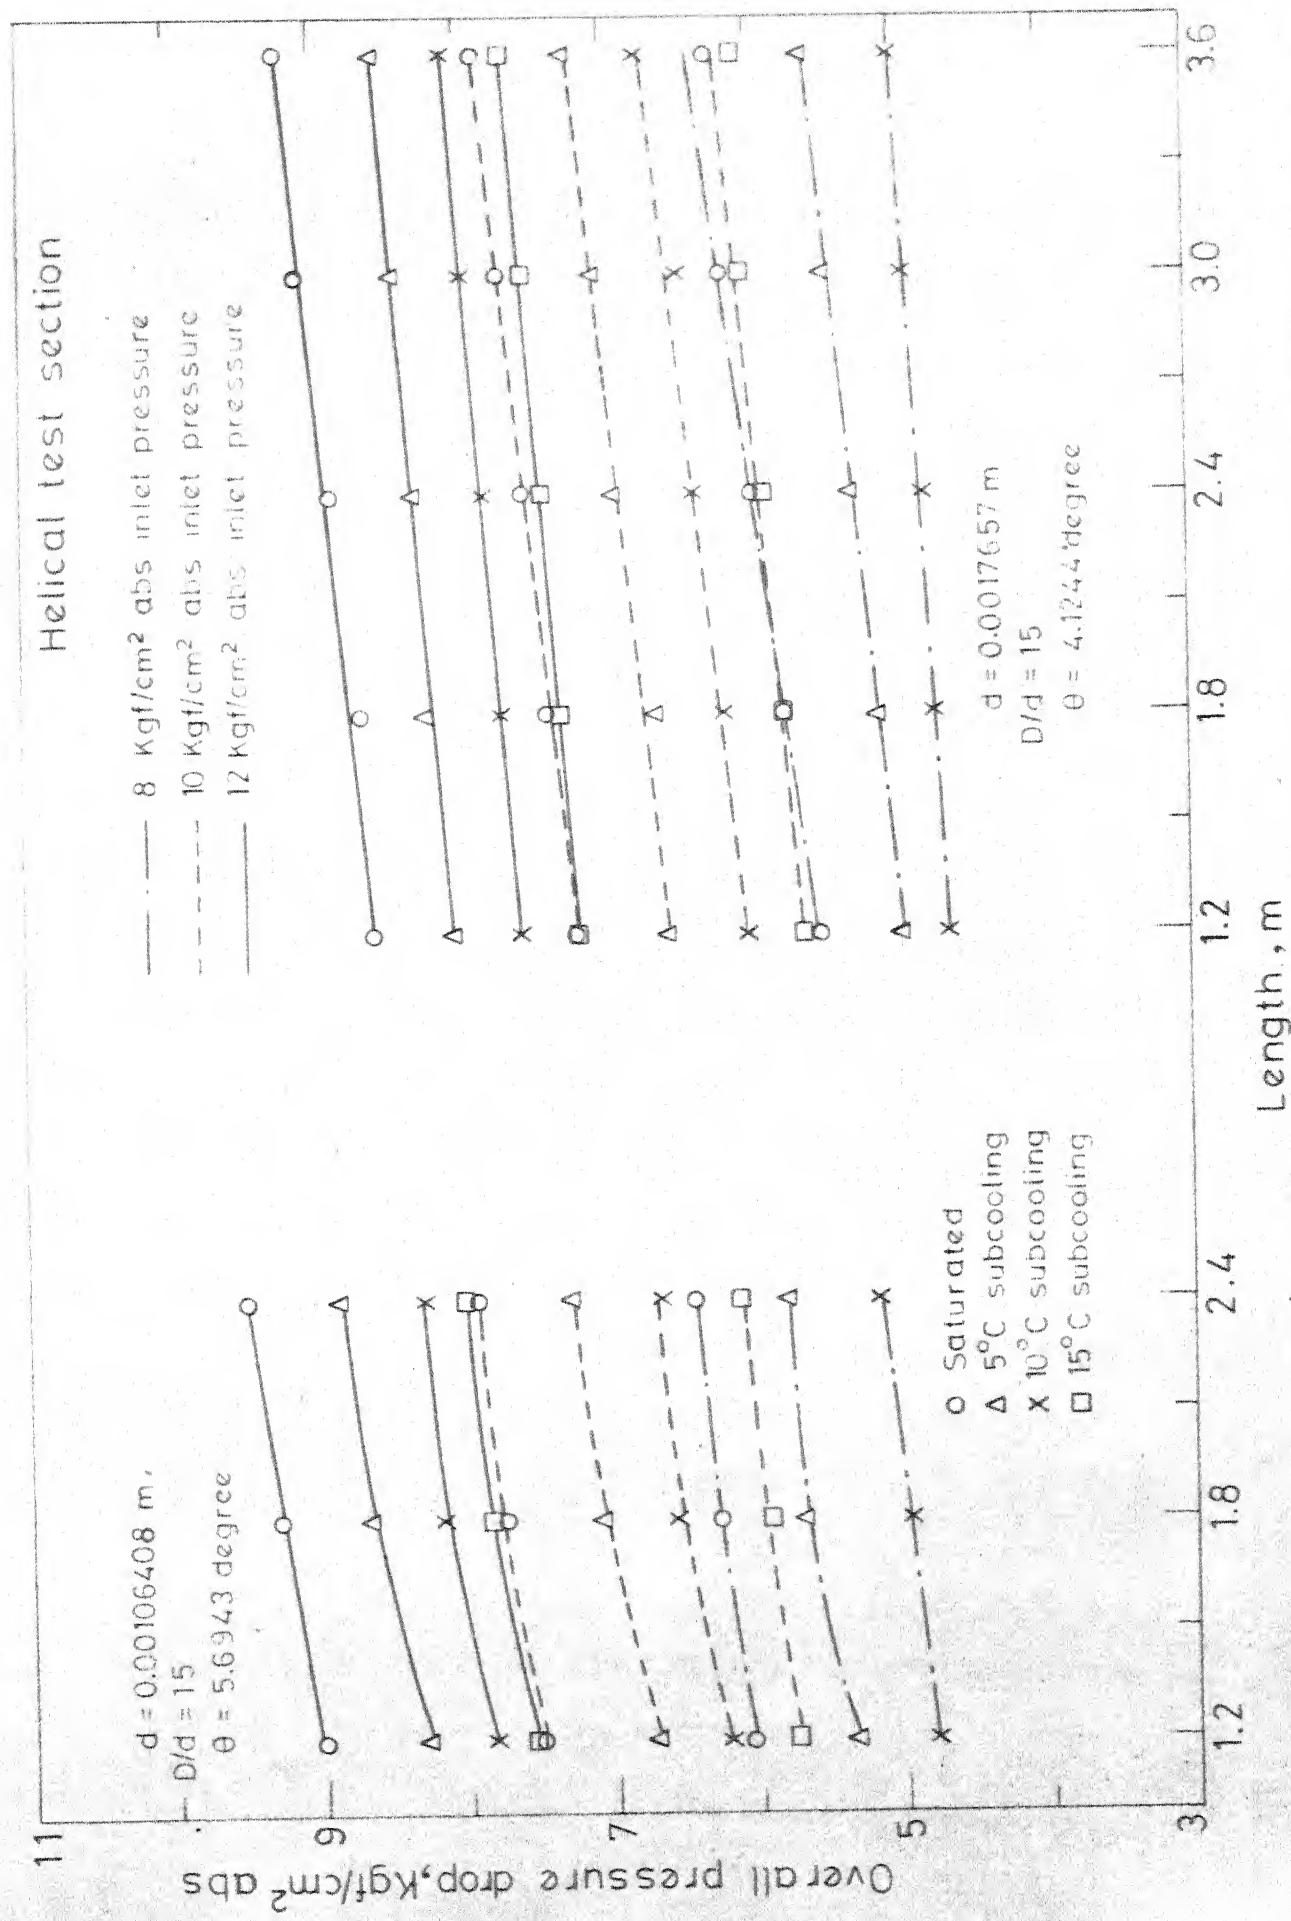 Helical test section
8 Kgf/cm² abs inlet pressure
10 Kgf/cm² abs inlet pressure
12 Kgf/cm² abs inlet pressure
d = 0.00106408 m,
D/d = 15
θ = 5.6943 degree
d = 0.0017657 m
D/d = 15
θ = 4.1244 degree
O Saturated
Δ 5°C subcooling
X 10°C subcooling
□ 15°C subcooling
11
9
7
5
3
Overall pressure drop, Kgf/cm² abs
1.2 1.8 2.4 1.2 1.8 2.4 3.0 3.6
Length, m